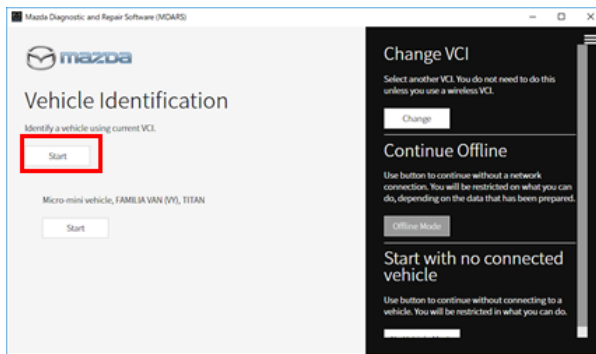 Mazda Diagnostic and Repair Software (MDARS)
mazda
Vehicle Identification
Identify a vehicle using current VCI.
Start
Micro-mini vehicle, FAMILIA VAN (VY), TITAN
Start
Change VCI
Select another VCI. You do not need to do this
unless you use a wireless VCI.
Change
Continue Offline
Use button to continue without a network
connection. You will be restricted on what you can
do, depending on the data that has been prepared.
Offline Mode
Start with no connected
vehicle
Use button to continue without connecting to a
vehicle. You will be restricted in what you can do.